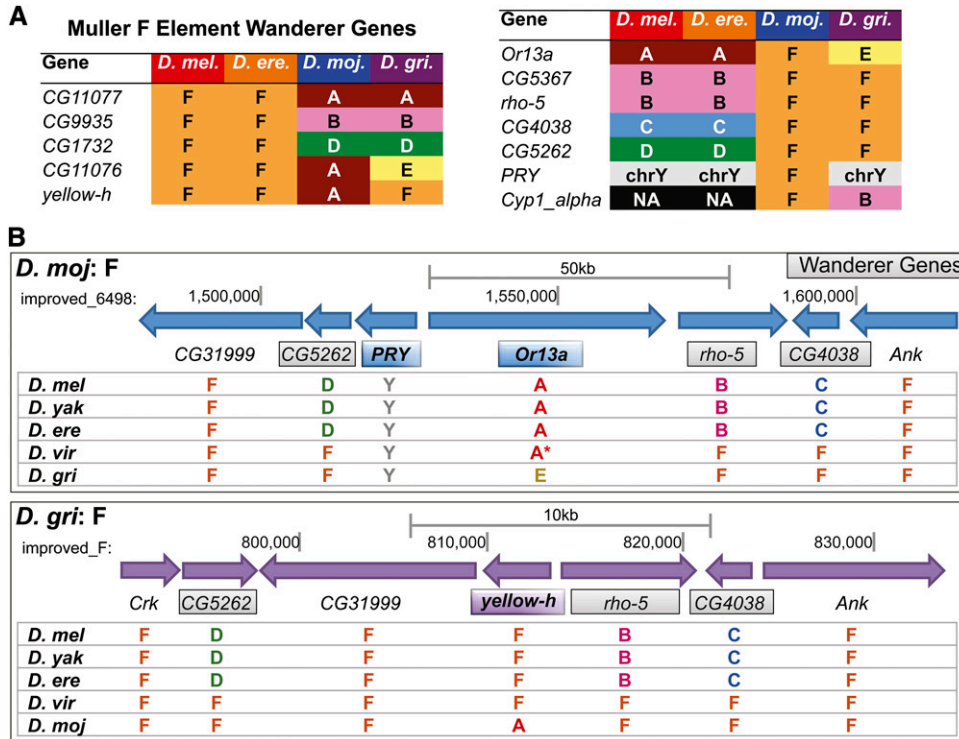 A
Muller F Element Wanderer Genes
Gene D. mel. D. ere. D. moj. D. gri.
CG11077 F F A A
CG9935 F F B B
CG1732 F F D D
CG11076 F F A E
yellow-h F F A F
Gene D. mel. D. ere. D. moj. D. gri.
Or13a A A F E
CG5367 B B F F
rho-5 B B F F
CG4038 C C F F
CG5262 D D F F
PRY chrY chrY F chrY
Cyp1_alpha NA NA F B
B
D. moj: F
50kb
Wanderer Genes
improved_6498: 1,500,000 1,550,000 1,600,000
CG31999 CG5262 PRY Or13a rho-5 CG4038 Ank
D. mel F D Y A B C F
D. yak F D Y A B C F
D. ere F D Y A B C F
D. vir F F Y A* F F F
D. gri F F Y E F F F
D. gri: F
10kb
improved_F: 800,000 810,000 820,000 830,000
Crk CG5262 CG31999 yellow-h rho-5 CG4038 Ank
D. mel F D F F B C F
D. yak F D F F B C F
D. ere F D F F B C F
D. vir F F F F F F F
D. moj F F F A F F F